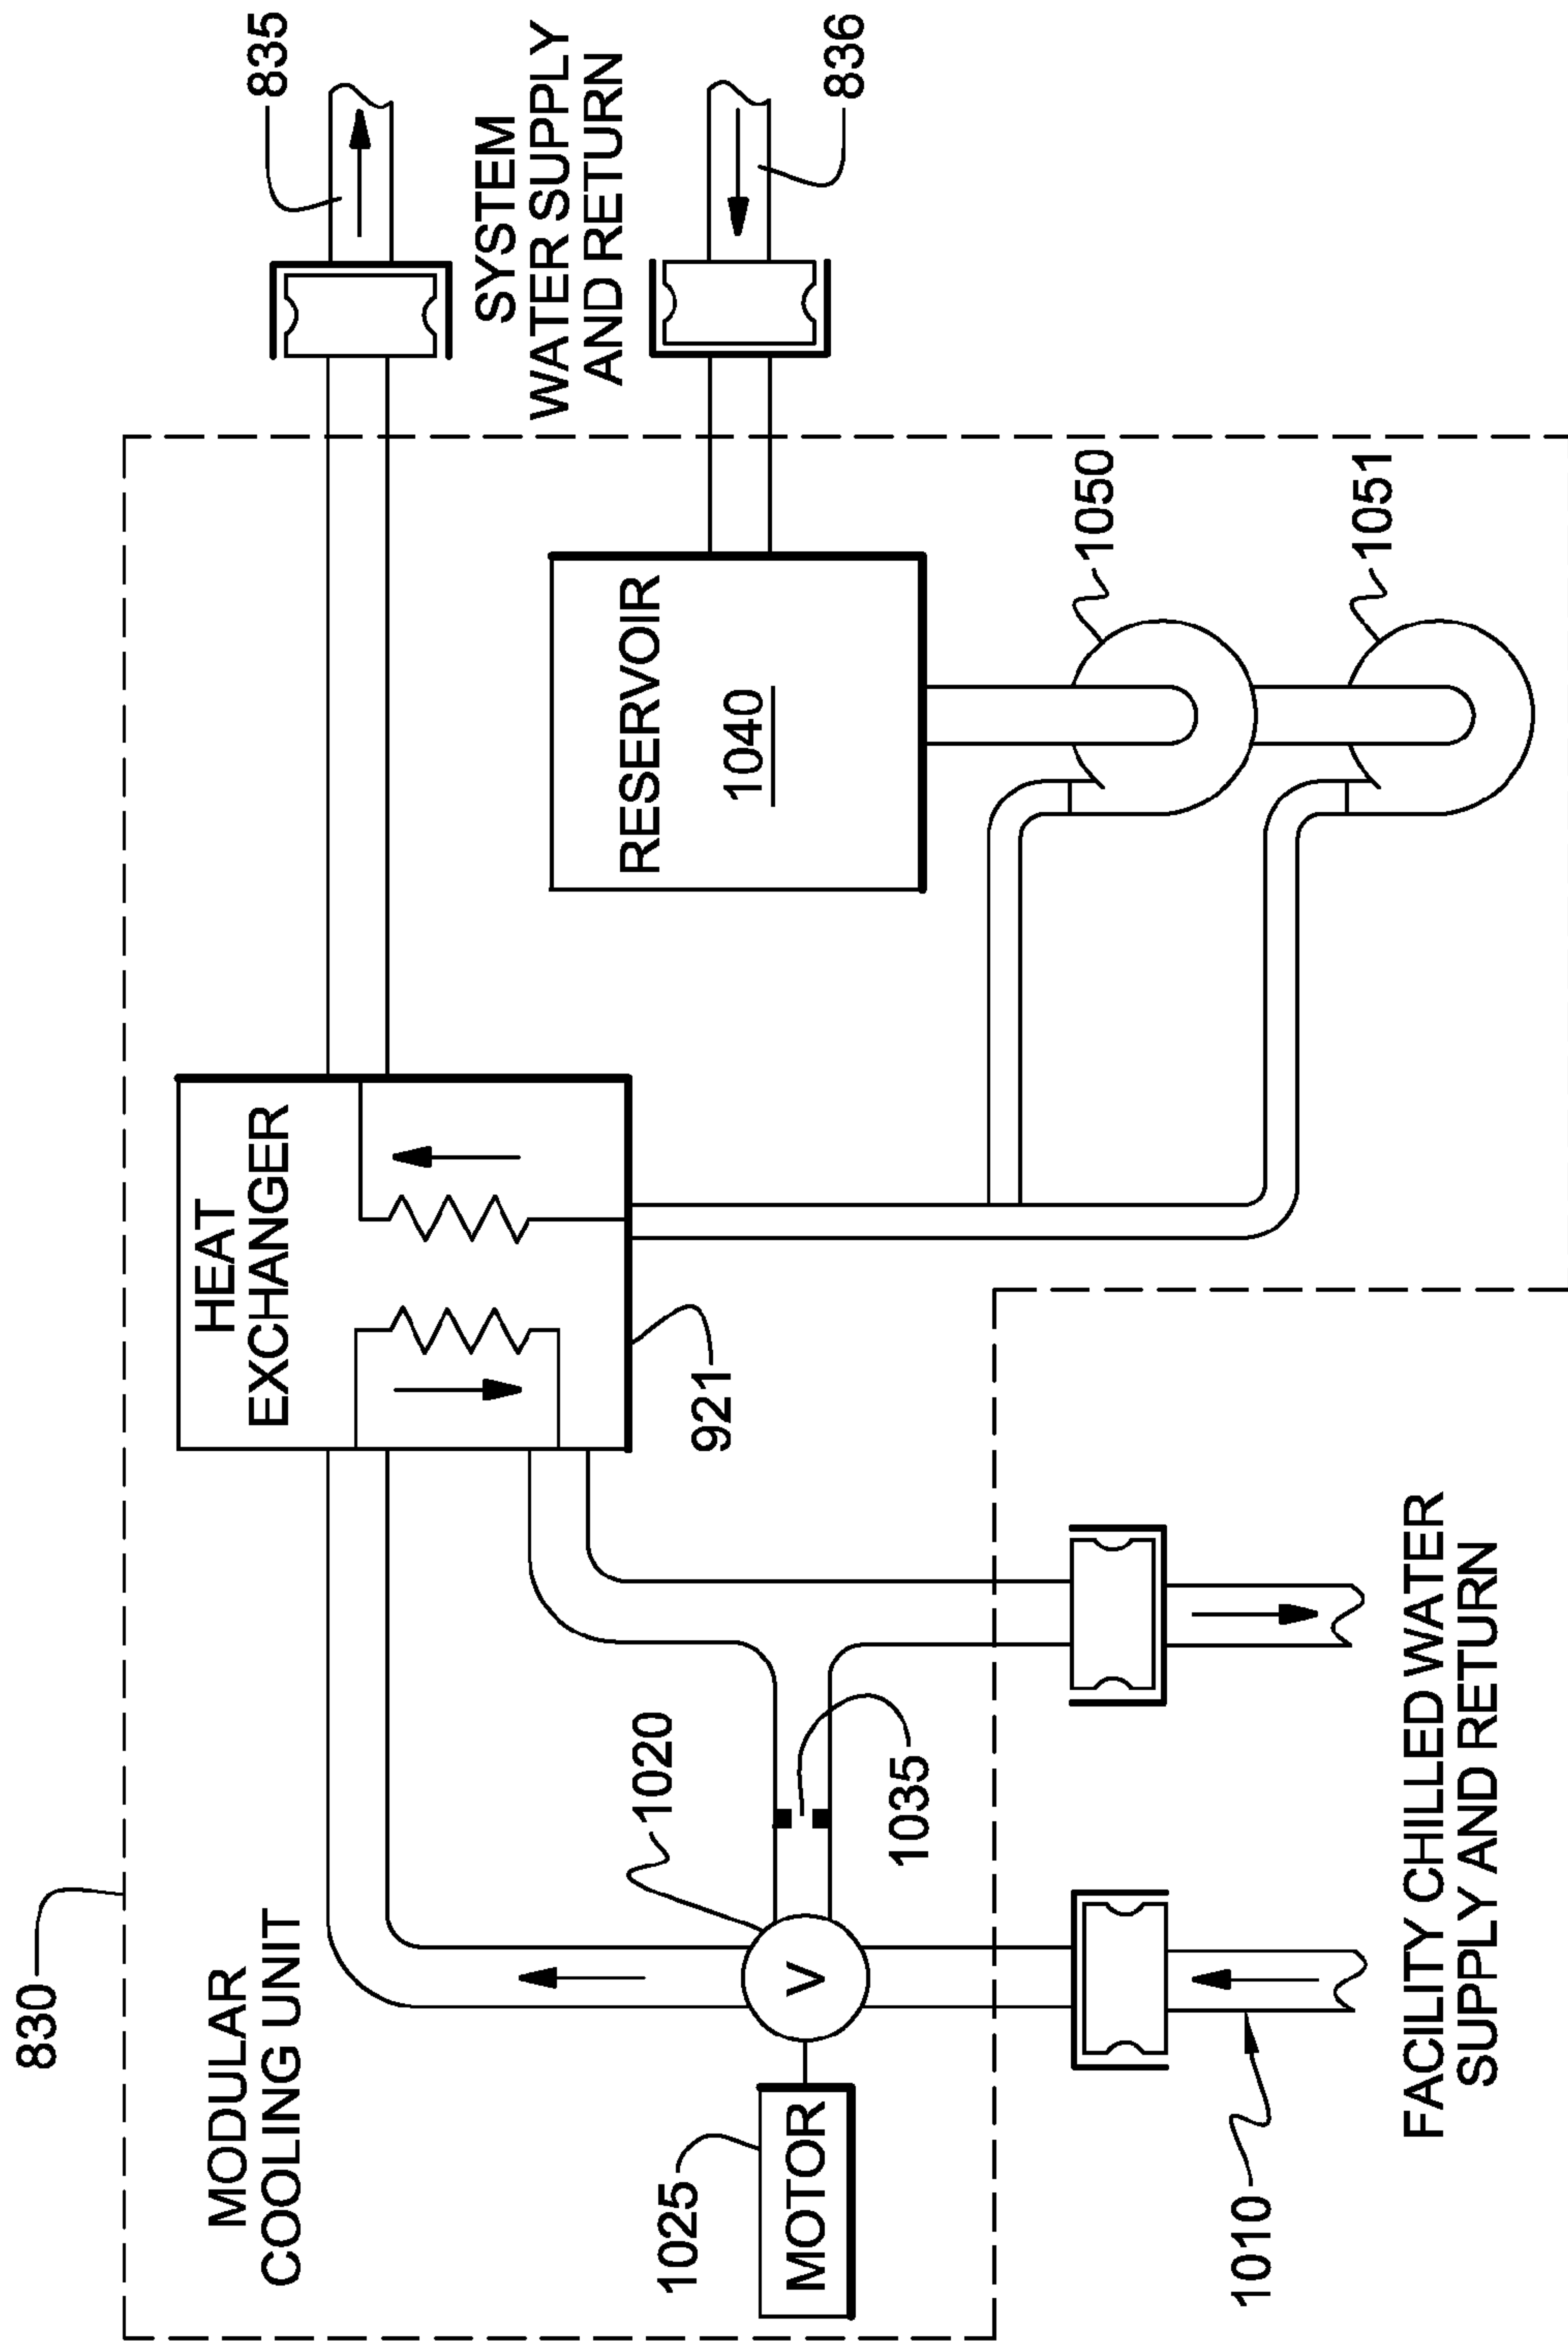 830
MODULAR
COOLING UNIT
HEAT
EXCHANGER
835
SYSTEM
WATER SUPPLY
AND RETURN
836
RESERVOIR
1040
1050
1051
921
1020
1035
V
MOTOR
1025
1010
FACILITY CHILLED WATER
SUPPLY AND RETURN